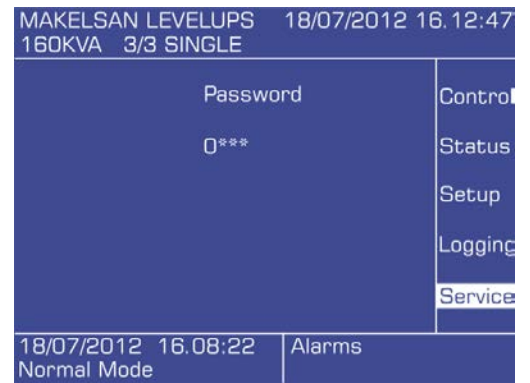 MAKELSAN LEVELUPS 18/07/2012 16.12:47
160KVA 3/3 SINGLE
Password
0***
Control
Status
Setup
Logging
Service
18/07/2012 16.08:22
Normal Mode
Alarms